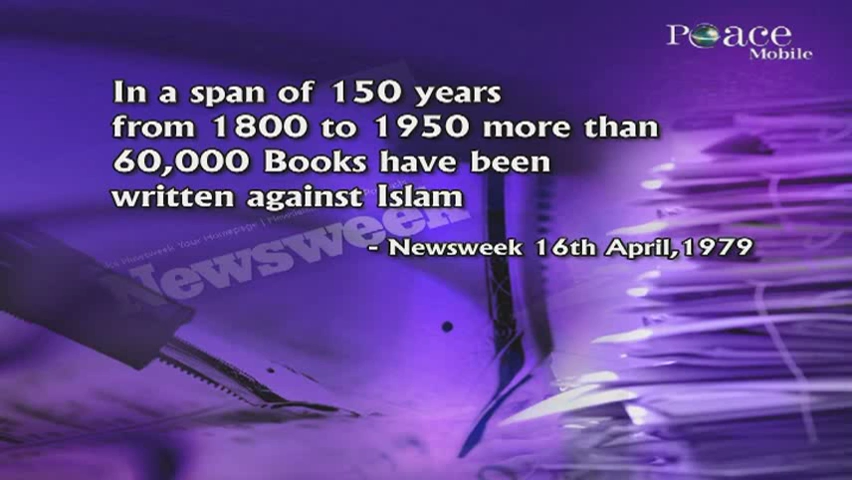 Peace
Mobile
In a span of 150 years
from 1800 to 1950 more than
60,000 Books have been
written against Islam
Newsweek
- Newsweek 16th April,1979